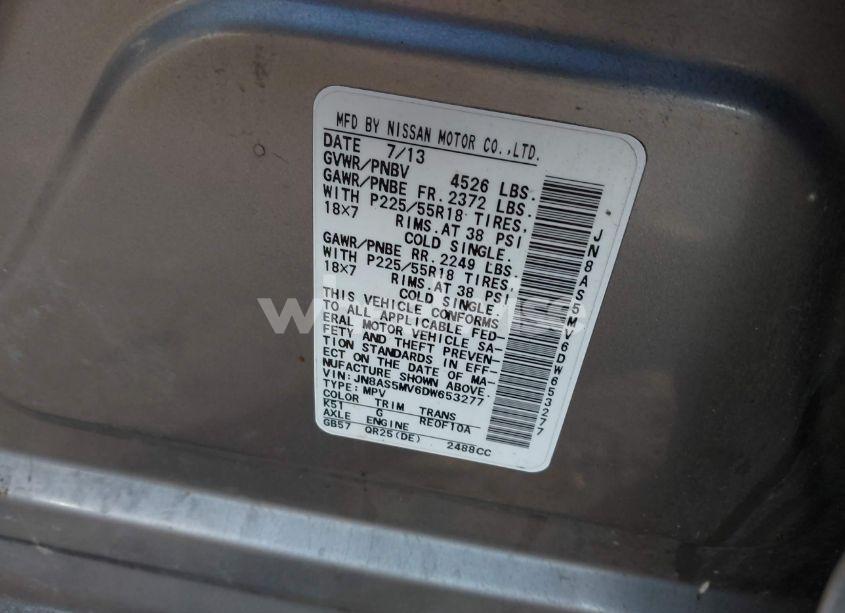 MFD BY NISSAN MOTOR CO.,LTD.
DATE 7/13
GVWR/PNBV 4526 LBS.
GAWR/PNBE FR. 2372 LBS.
WITH P225/55R18 TIRES,
18X7 RIMS.AT 38 PSI
COLD SINGLE.
GAWR/PNBE RR. 2249 LBS.
WITH P225/55R18 TIRES,
18X7 RIMS.AT 38 PSI
COLD SINGLE.
THIS VEHICLE CONFORMS
TO ALL APPLICABLE FED-
ERAL MOTOR VEHICLE SA-
FETY AND THEFT PREVEN-
TION STANDARDS IN EFF-
ECT ON THE DATE OF MA-
NUFACTURE SHOWN ABOVE.
VIN: JN8AS5MV6DW653277
TYPE: MPV
COLOR TRIM TRANS
K51 G RE0F10A
AXLE ENGINE
GB57 QR25(DE) 2488CC
JN8AS5MV6DW653277